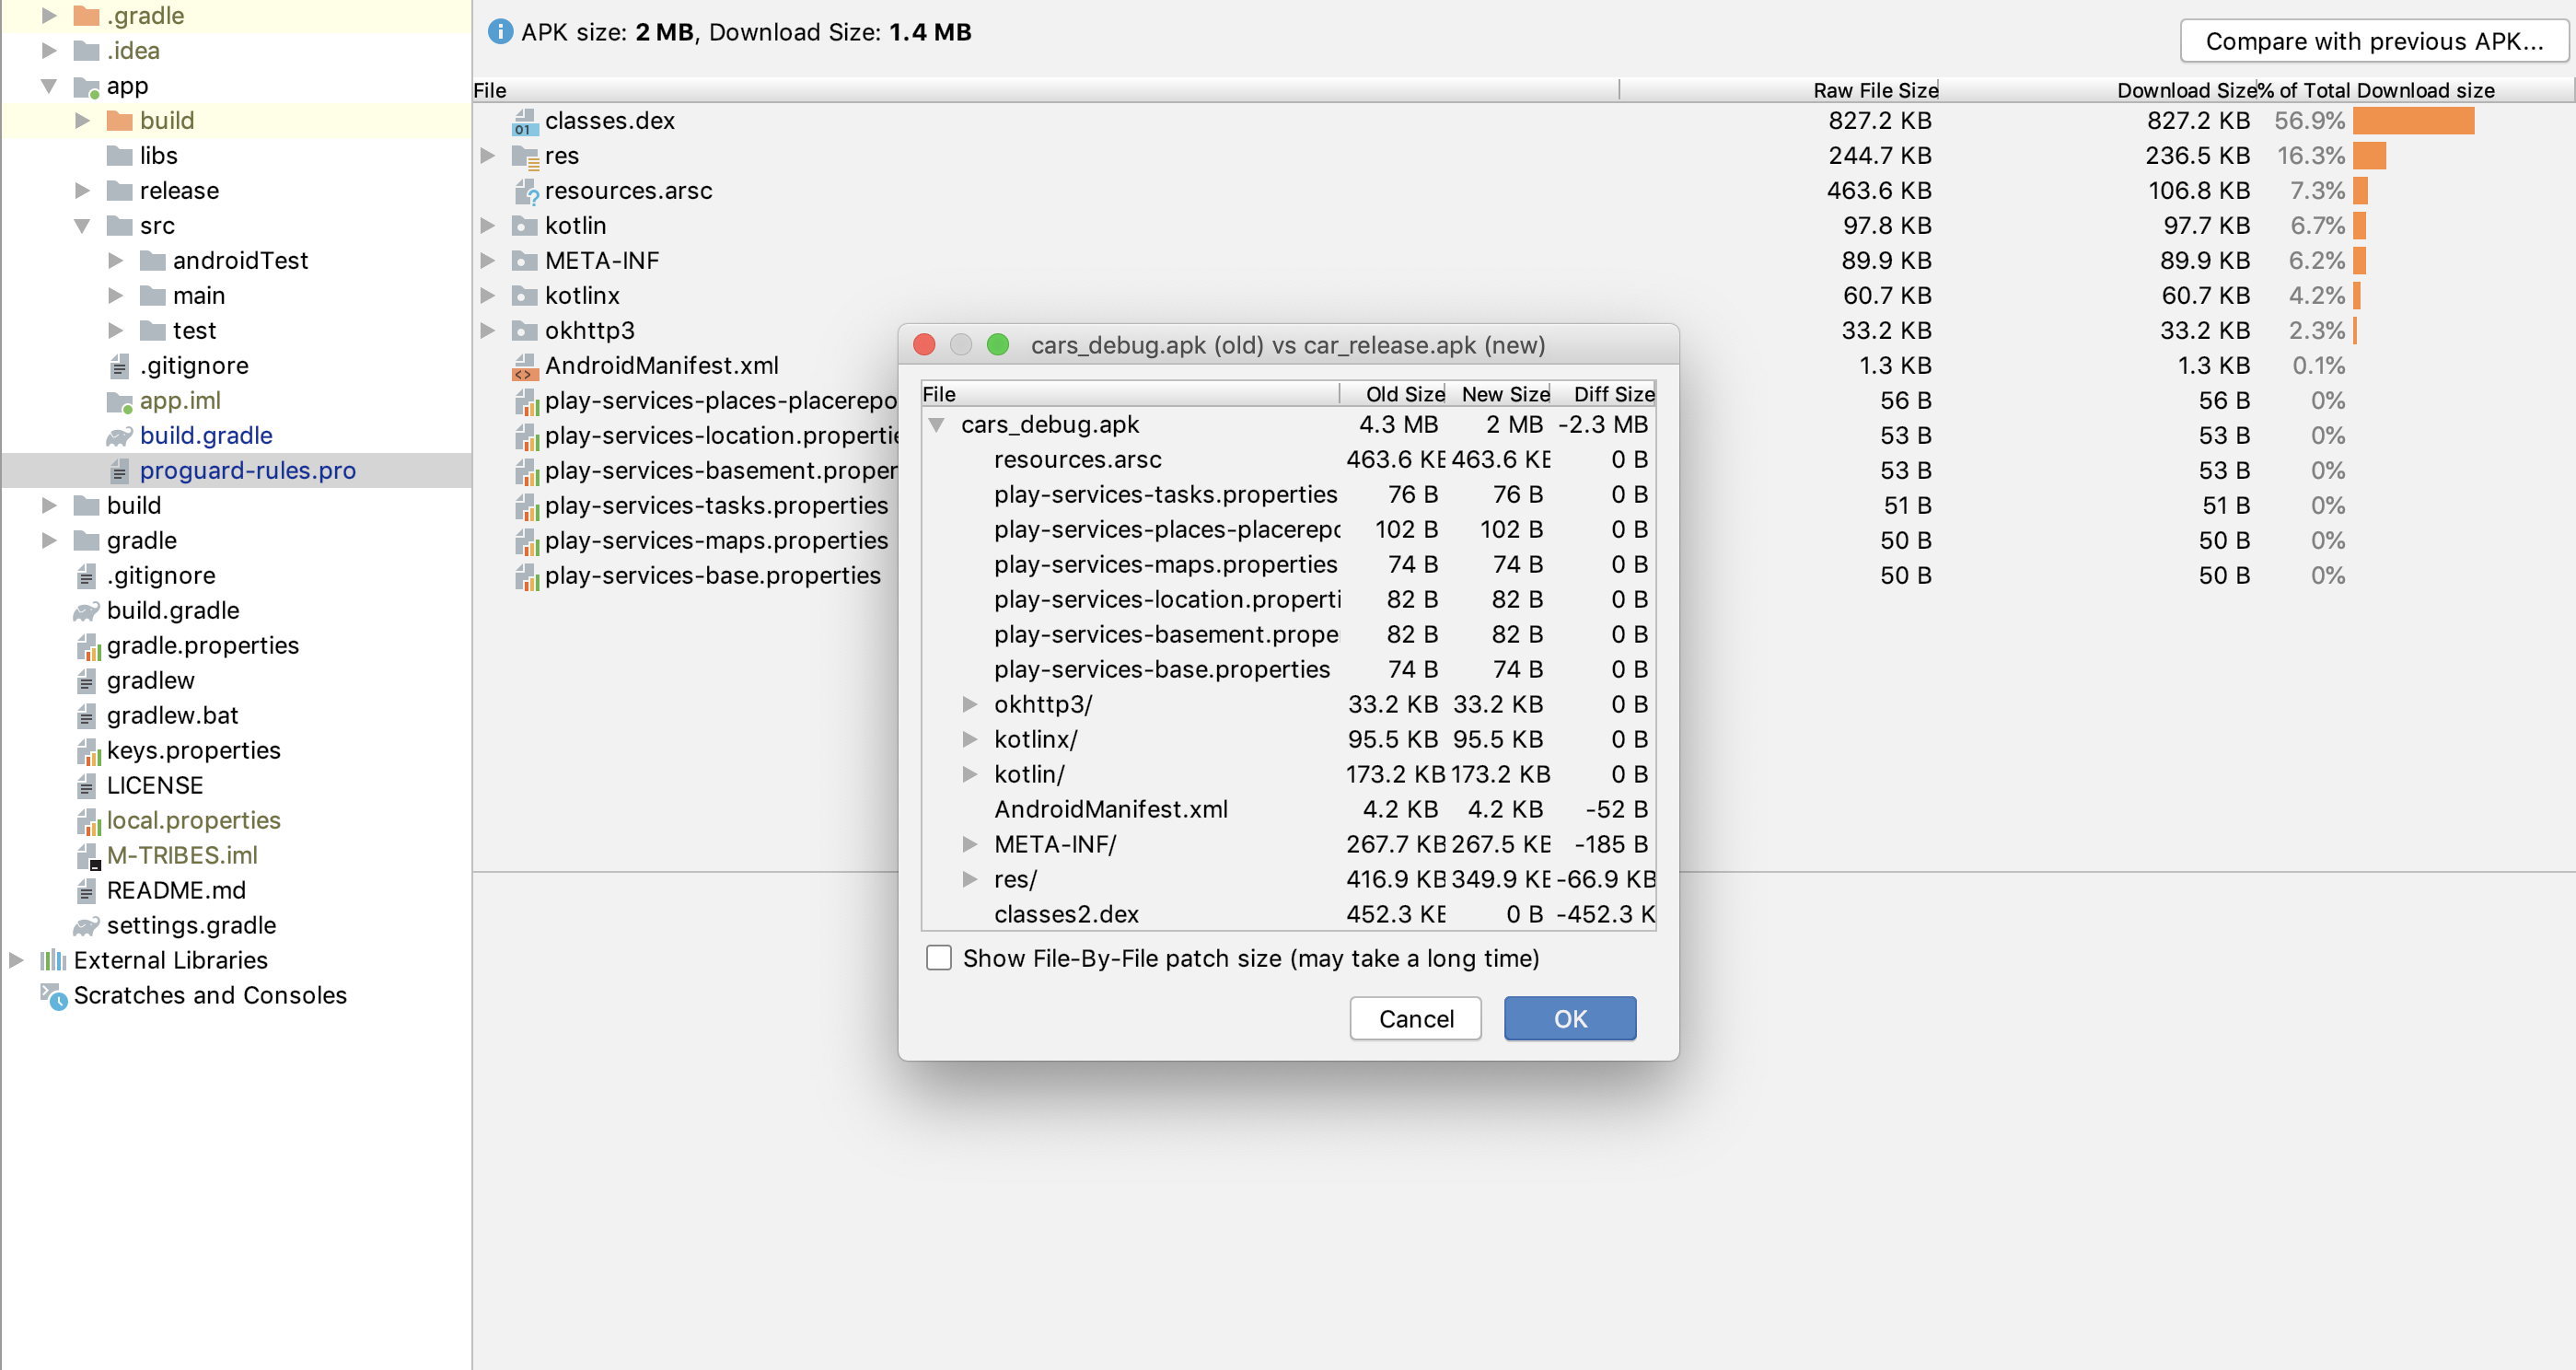 .gradle
.idea
app
build
libs
release
src
androidTest
main
test
.gitignore
app.iml
build.gradle
proguard-rules.pro
build
gradle
.gitignore
build.gradle
gradle.properties
gradlew
gradlew.bat
keys.properties
LICENSE
local.properties
M-TRIBES.iml
README.md
settings.gradle
External Libraries
Scratches and Consoles
APK size: 2 MB, Download Size: 1.4 MB
Compare with previous APK...
File Raw File Size Download Size % of Total Download size
classes.dex 827.2 KB 827.2 KB 56.9%
res 244.7 KB 236.5 KB 16.3%
resources.arsc 463.6 KB 106.8 KB 7.3%
kotlin 97.8 KB 97.7 KB 6.7%
META-INF 89.9 KB 89.9 KB 6.2%
kotlinx 60.7 KB 60.7 KB 4.2%
okhttp3 33.2 KB 33.2 KB 2.3%
AndroidManifest.xml 1.3 KB 1.3 KB 0.1%
play-services-places-placerepo 56 B 56 B 0%
play-services-location.propertie 53 B 53 B 0%
play-services-basement.proper 53 B 53 B 0%
play-services-tasks.properties 51 B 51 B 0%
play-services-maps.properties 50 B 50 B 0%
play-services-base.properties 50 B 50 B 0%
cars_debug.apk (old) vs car_release.apk (new)
File Old Size New Size Diff Size
cars_debug.apk 4.3 MB 2 MB -2.3 MB
resources.arsc 463.6 KE 463.6 KE 0 B
play-services-tasks.properties 76 B 76 B 0 B
play-services-places-placerepo 102 B 102 B 0 B
play-services-maps.properties 74 B 74 B 0 B
play-services-location.properti 82 B 82 B 0 B
play-services-basement.prope 82 B 82 B 0 B
play-services-base.properties 74 B 74 B 0 B
okhttp3/ 33.2 KB 33.2 KB 0 B
kotlinx/ 95.5 KB 95.5 KB 0 B
kotlin/ 173.2 KB 173.2 KB 0 B
AndroidManifest.xml 4.2 KB 4.2 KB -52 B
META-INF/ 267.7 KB 267.5 KE -185 B
res/ 416.9 KB 349.9 KE -66.9 KB
classes2.dex 452.3 KE 0 B -452.3 K
Show File-By-File patch size (may take a long time)
Cancel OK